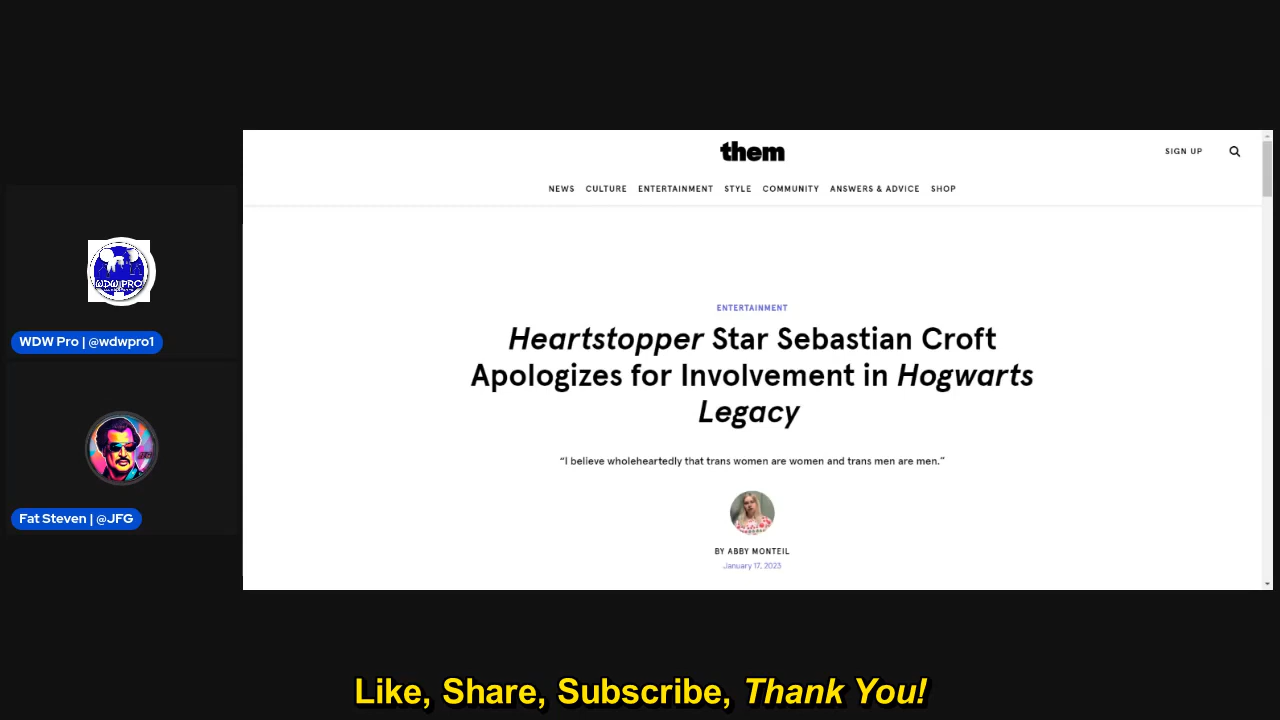 them
SIGN UP
NEWS CULTURE ENTERTAINMENT STYLE COMMUNITY ANSWERS & ADVICE SHOP
WDW PRO
WDW Pro | @wdwpro1
Fat Steven | @JFG
ENTERTAINMENT
Heartstopper Star Sebastian Croft
Apologizes for Involvement in Hogwarts
Legacy
“I believe wholeheartedly that trans women are women and trans men are men.”
BY ABBY MONTEIL
January 17, 2023
Like, Share, Subscribe, Thank You!